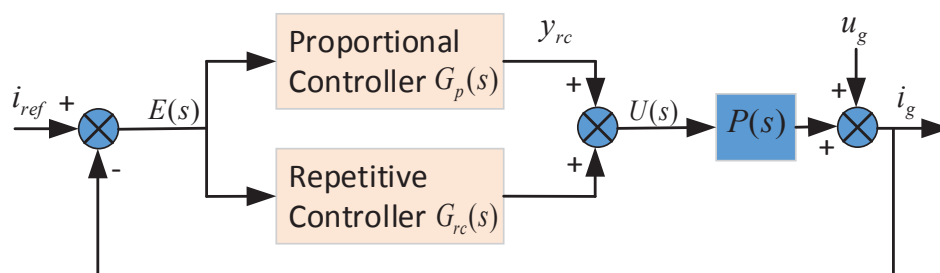 i_ref
+
-
E(s)
Proportional
Controller G_p(s)
Repetitive
Controller G_rc(s)
y_rc
+
+
U(s)
P(s)
u_g
+
+
i_g